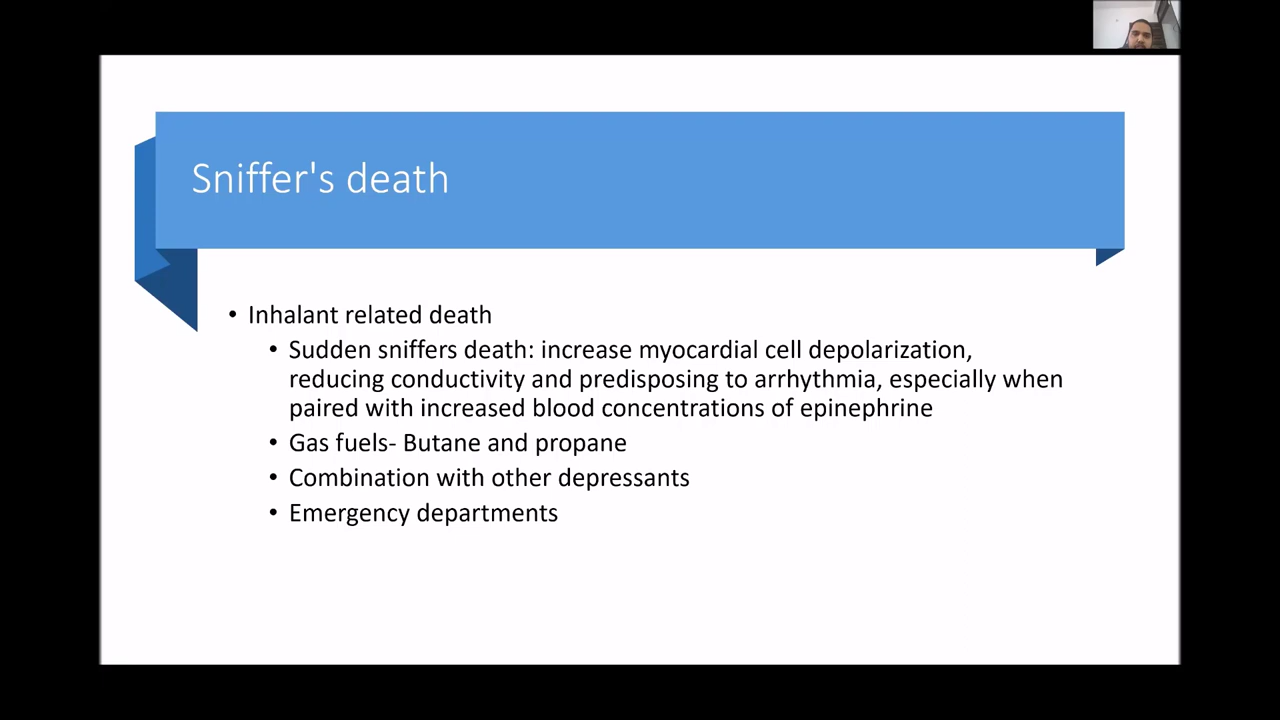 Sniffer's death
• Inhalant related death
• Sudden sniffers death: increase myocardial cell depolarization,
reducing conductivity and predisposing to arrhythmia, especially when
paired with increased blood concentrations of epinephrine
• Gas fuels- Butane and propane
• Combination with other depressants
• Emergency departments